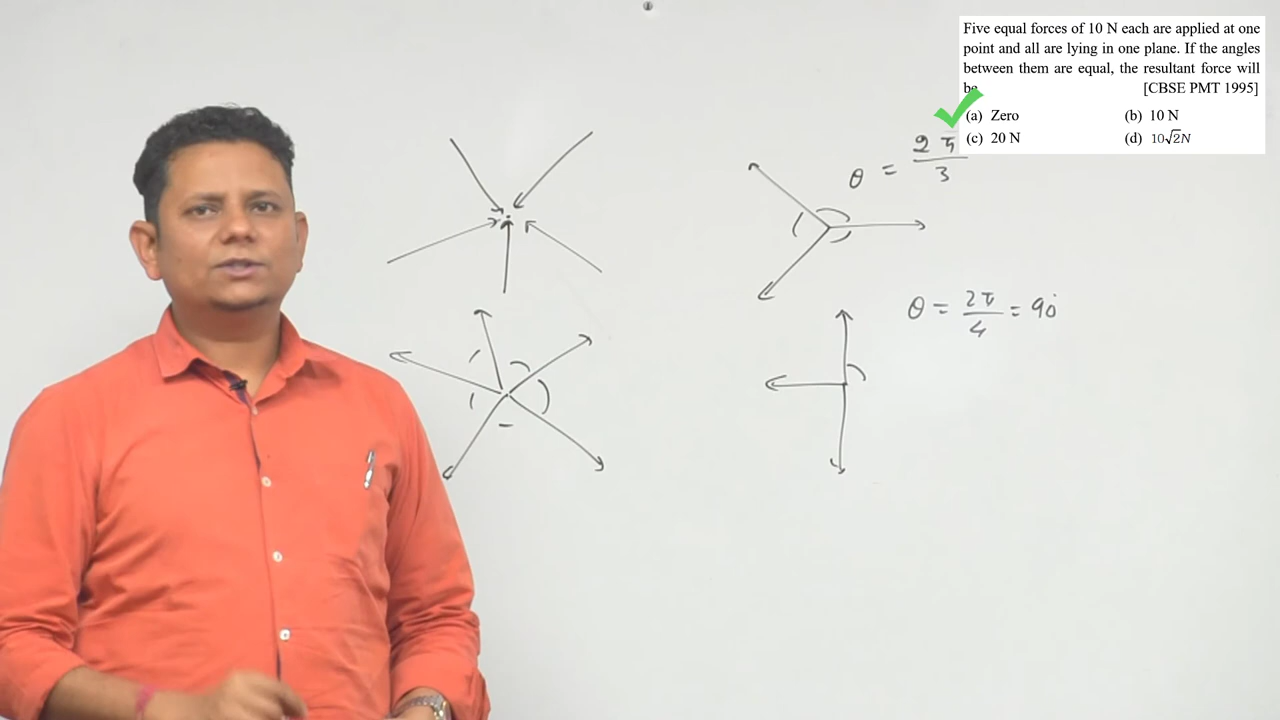 Five equal forces of 10 N each are applied at one
point and all are lying in one plane. If the angles
between them are equal, the resultant force will
be [CBSE PMT 1995]
(a) Zero (b) 10 N
(c) 20 N (d) 10√2N
θ = 2π/3
θ = 2π/4 = 90°